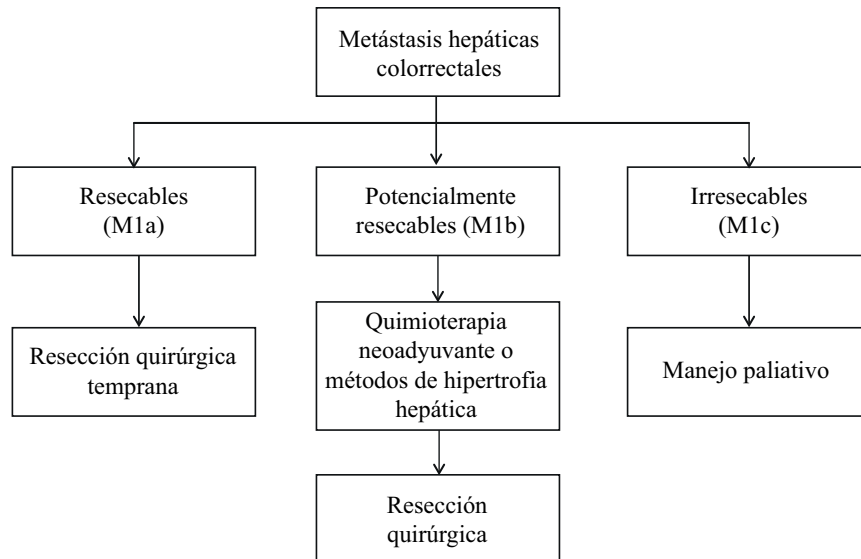 Metástasis hepáticas
colorrectales
Resecables
(M1a)
Potencialmente
resecables (M1b)
Irresecables
(M1c)
Resección quirúrgica
temprana
Quimioterapia
neoadyuvante o
métodos de hipertrofia
hepática
Manejo paliativo
Resección
quirúrgica